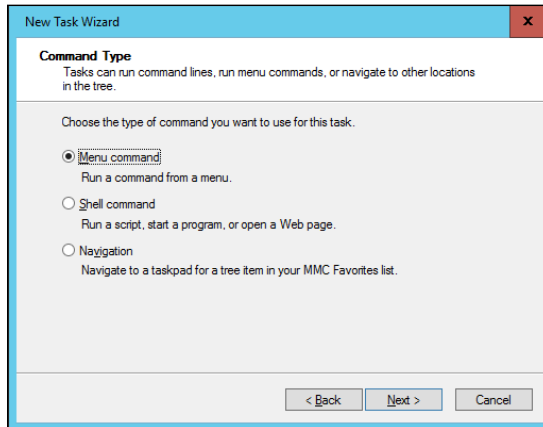 New Task Wizard
x
Command Type
Tasks can run command lines, run menu commands, or navigate to other locations
in the tree.
Choose the type of command you want to use for this task.
Menu command
Run a command from a menu.
Shell command
Run a script, start a program, or open a Web page.
Navigation
Navigate to a taskpad for a tree item in your MMC Favorites list.
< Back Next > Cancel